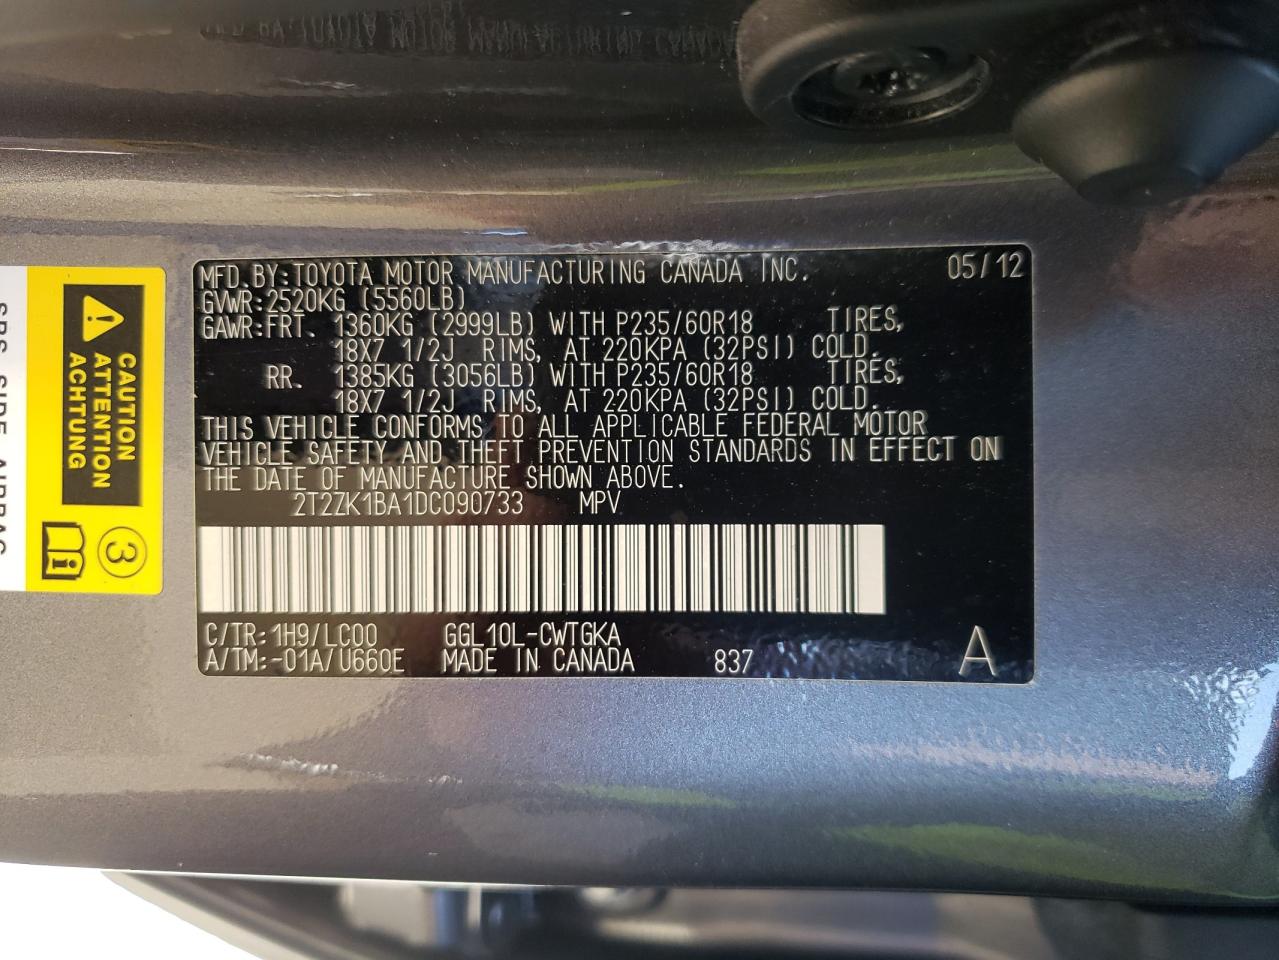 MFD.BY:TOYOTA MOTOR MANUFACTURING CANADA INC. 05/12
GVWR:2520KG (5560LB)
GAWR:FRT. 1360KG (2999LB) WITH P235/60R18 TIRES,
18X7 1/2J RIMS, AT 220KPA (32PSI) COLD.
RR. 1385KG (3056LB) WITH P235/60R18 TIRES,
18X7 1/2J RIMS, AT 220KPA (32PSI) COLD.
THIS VEHICLE CONFORMS TO ALL APPLICABLE FEDERAL MOTOR
VEHICLE SAFETY AND THEFT PREVENTION STANDARDS IN EFFECT ON
THE DATE OF MANUFACTURE SHOWN ABOVE.
2T2ZK1BA1DC090733 MPV
C/TR:1H9/LC00 GGL10L-CWTGKA
A/TM:-01A/U660E MADE IN CANADA 837 A
CAUTION
ATTENTION
ACHTUNG
3
SRS SIDE AIRBAG